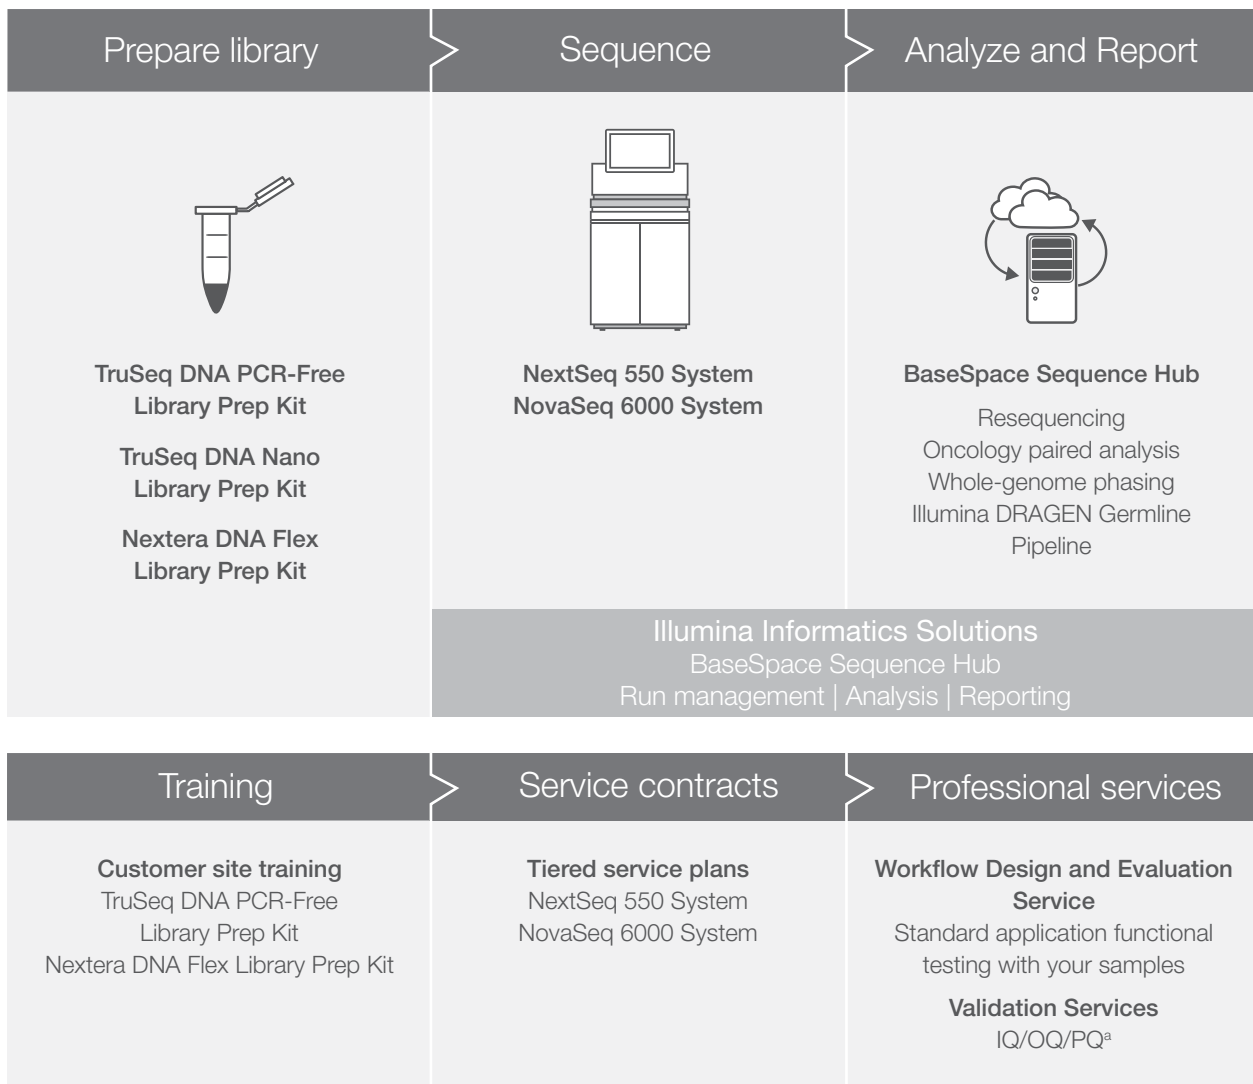 Prepare library
Sequence
Analyze and Report
TruSeq DNA PCR-Free
Library Prep Kit
TruSeq DNA Nano
Library Prep Kit
Nextera DNA Flex
Library Prep Kit
NextSeq 550 System
NovaSeq 6000 System
BaseSpace Sequence Hub
Resequencing
Oncology paired analysis
Whole-genome phasing
Illumina DRAGEN Germline
Pipeline
Illumina Informatics Solutions
BaseSpace Sequence Hub
Run management | Analysis | Reporting
Training
Service contracts
Professional services
Customer site training
TruSeq DNA PCR-Free
Library Prep Kit
Nextera DNA Flex Library Prep Kit
Tiered service plans
NextSeq 550 System
NovaSeq 6000 System
Workflow Design and Evaluation
Service
Standard application functional
testing with your samples
Validation Services
IQ/OQ/PQᵃ